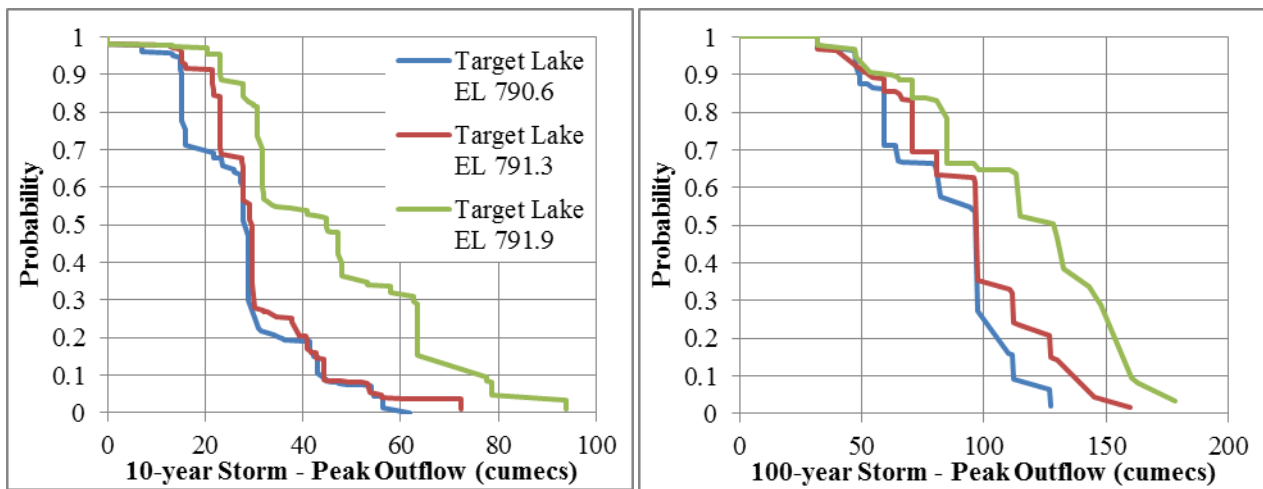 1
0.9
0.8
0.7
0.6
0.5
0.4
0.3
0.2
0.1
0
Probability
0 20 40 60 80 100
10-year Storm - Peak Outflow (cumecs)
Target Lake
EL 790.6
Target Lake
EL 791.3
Target Lake
EL 791.9
1
0.9
0.8
0.7
0.6
0.5
0.4
0.3
0.2
0.1
0
Probability
0 50 100 150 200
100-year Storm - Peak Outflow (cumecs)